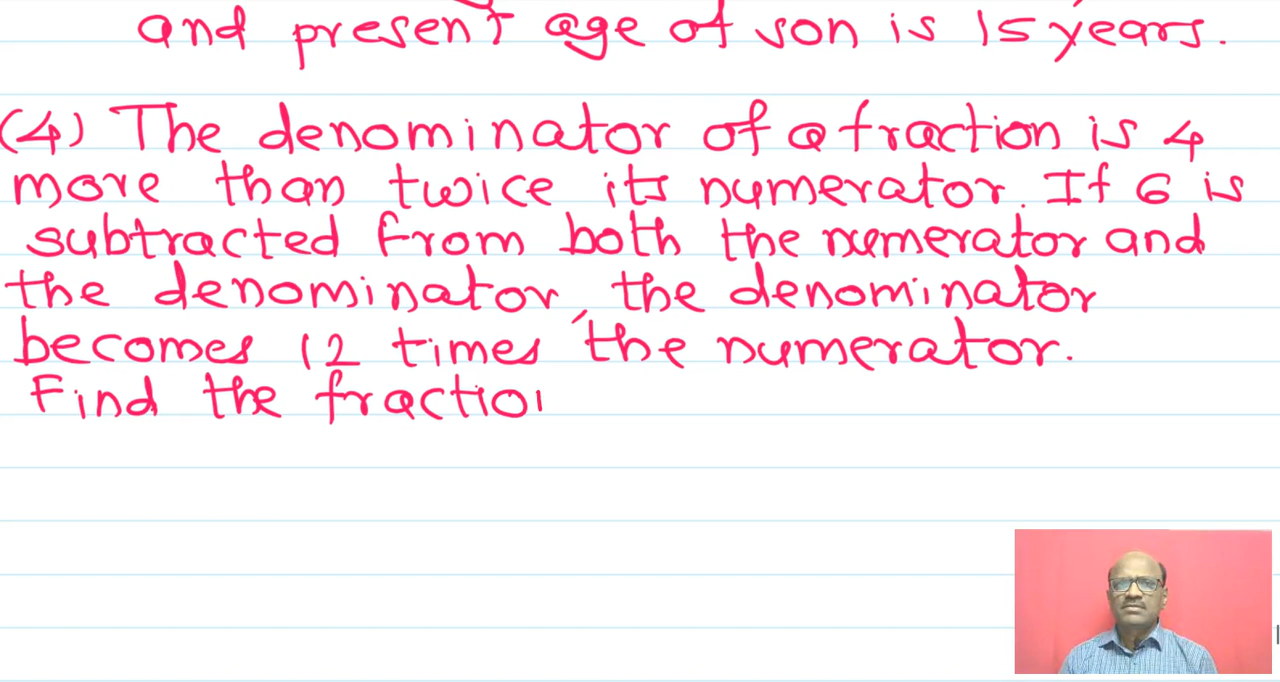 and present age of son is 15 years.
(4) The denominator of a fraction is 4
more than twice its numerator. If 6 is
subtracted from both the numerator and
the denominator, the denominator
becomes 12 times the numerator.
Find the fractio